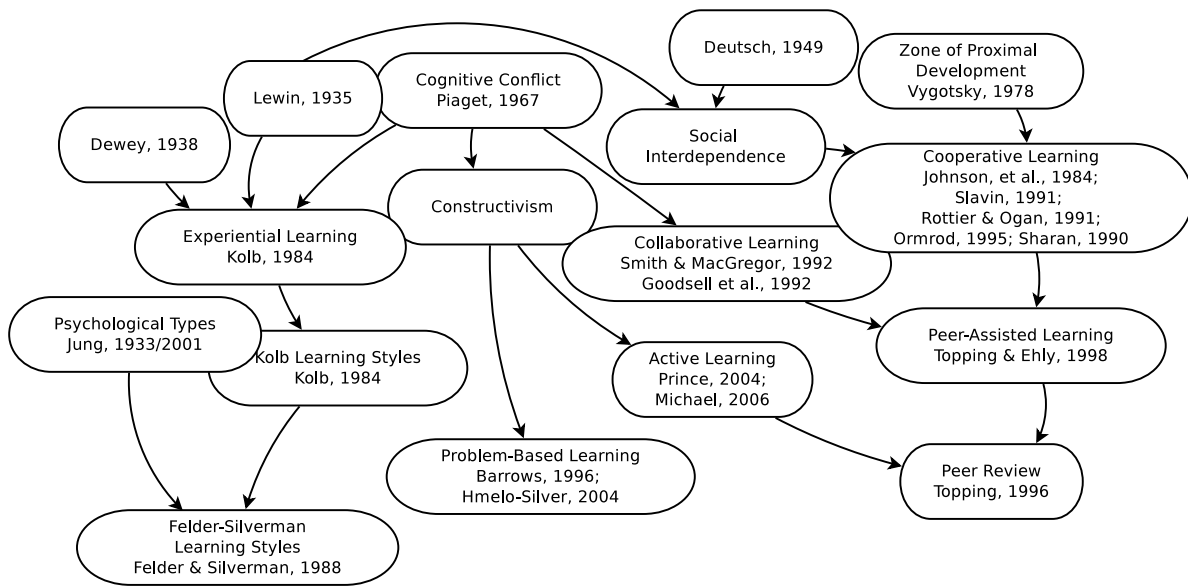 Deutsch, 1949
Zone of Proximal
Development
Vygotsky, 1978
Lewin, 1935
Cognitive Conflict
Piaget, 1967
Dewey, 1938
Social
Interdependence
Cooperative Learning
Johnson, et al., 1984;
Slavin, 1991;
Rottier & Ogan, 1991;
Ormrod, 1995; Sharan, 1990
Constructivism
Experiential Learning
Kolb, 1984
Collaborative Learning
Smith & MacGregor, 1992
Goodsell et al., 1992
Psychological Types
Jung, 1933/2001
Kolb Learning Styles
Kolb, 1984
Peer-Assisted Learning
Topping & Ehly, 1998
Active Learning
Prince, 2004;
Michael, 2006
Problem-Based Learning
Barrows, 1996;
Hmelo-Silver, 2004
Peer Review
Topping, 1996
Felder-Silverman
Learning Styles
Felder & Silverman, 1988